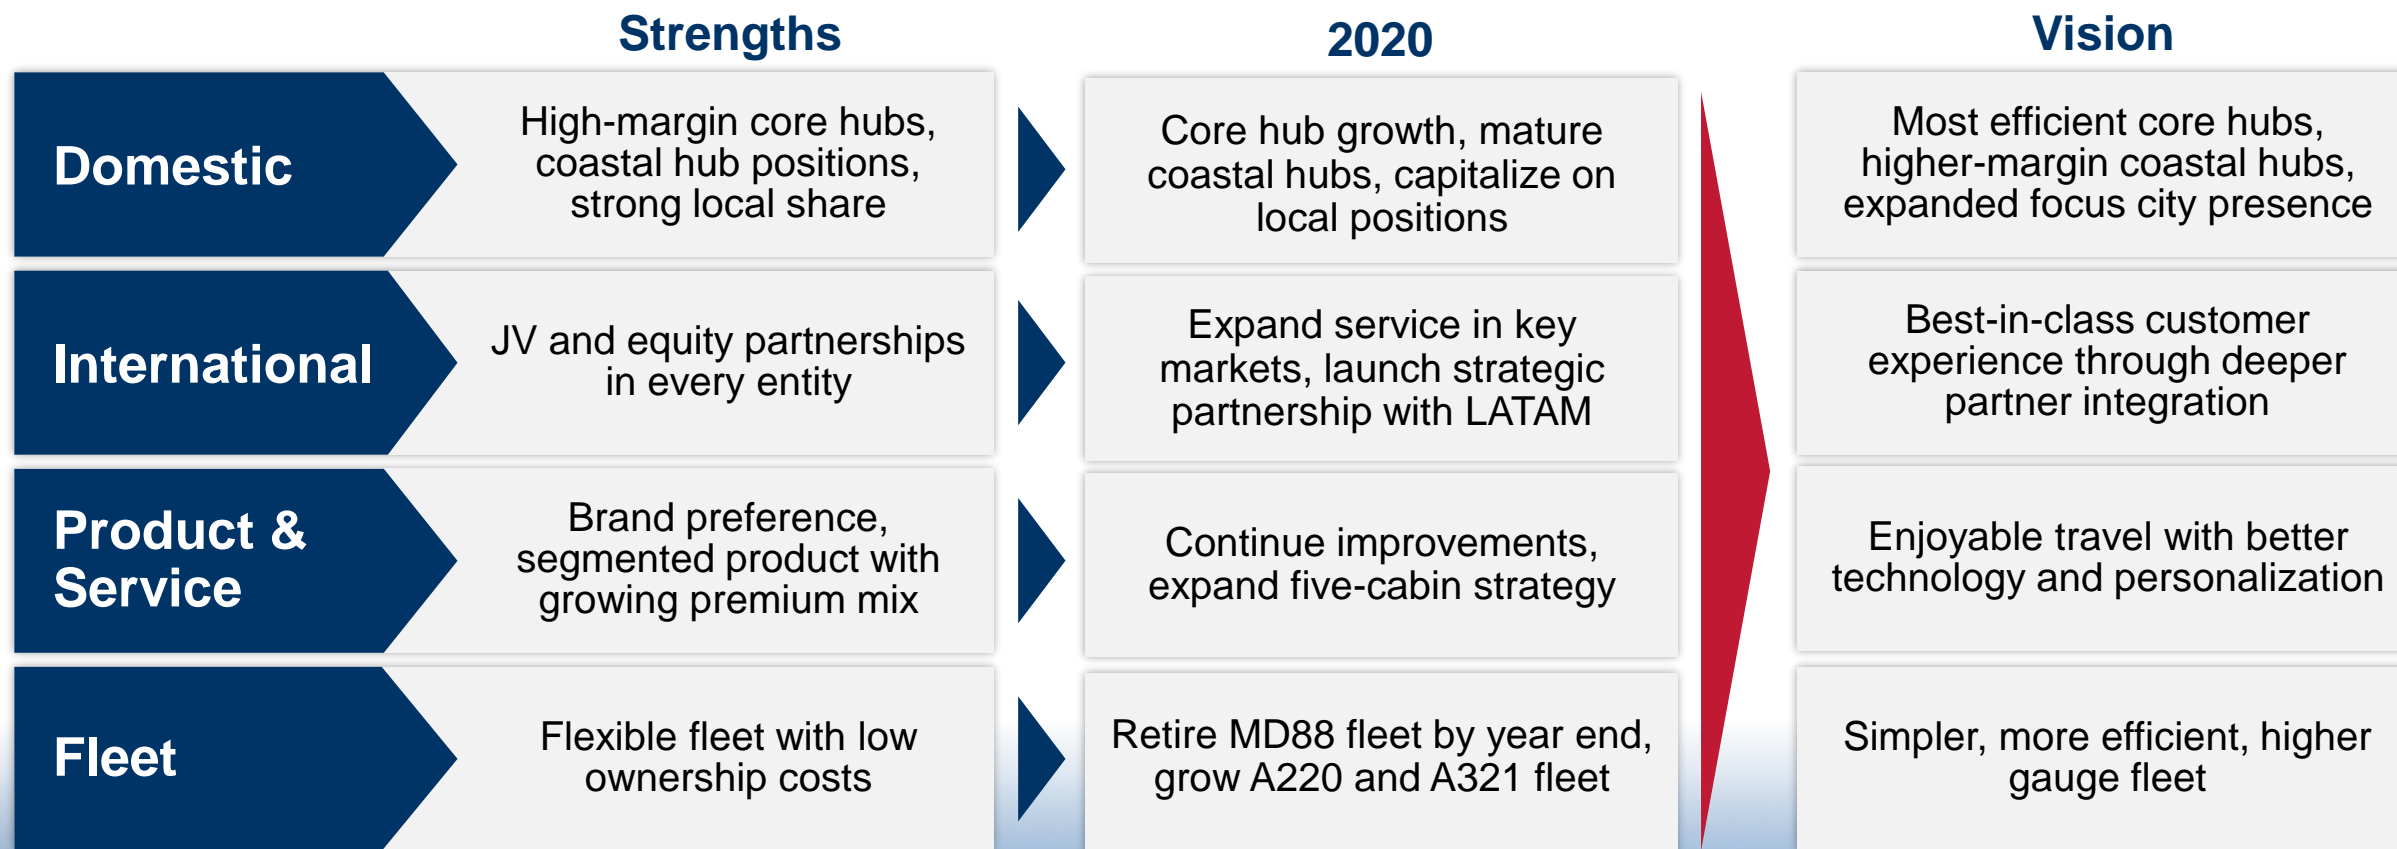 Strengths
2020
Vision
Domestic
High-margin core hubs,
coastal hub positions,
strong local share
Core hub growth, mature
coastal hubs, capitalize on
local positions
Most efficient core hubs,
higher-margin coastal hubs,
expanded focus city presence
International
JV and equity partnerships
in every entity
Expand service in key
markets, launch strategic
partnership with LATAM
Best-in-class customer
experience through deeper
partner integration
Product &
Service
Brand preference,
segmented product with
growing premium mix
Continue improvements,
expand five-cabin strategy
Enjoyable travel with better
technology and personalization
Fleet
Flexible fleet with low
ownership costs
Retire MD88 fleet by year end,
grow A220 and A321 fleet
Simpler, more efficient, higher
gauge fleet